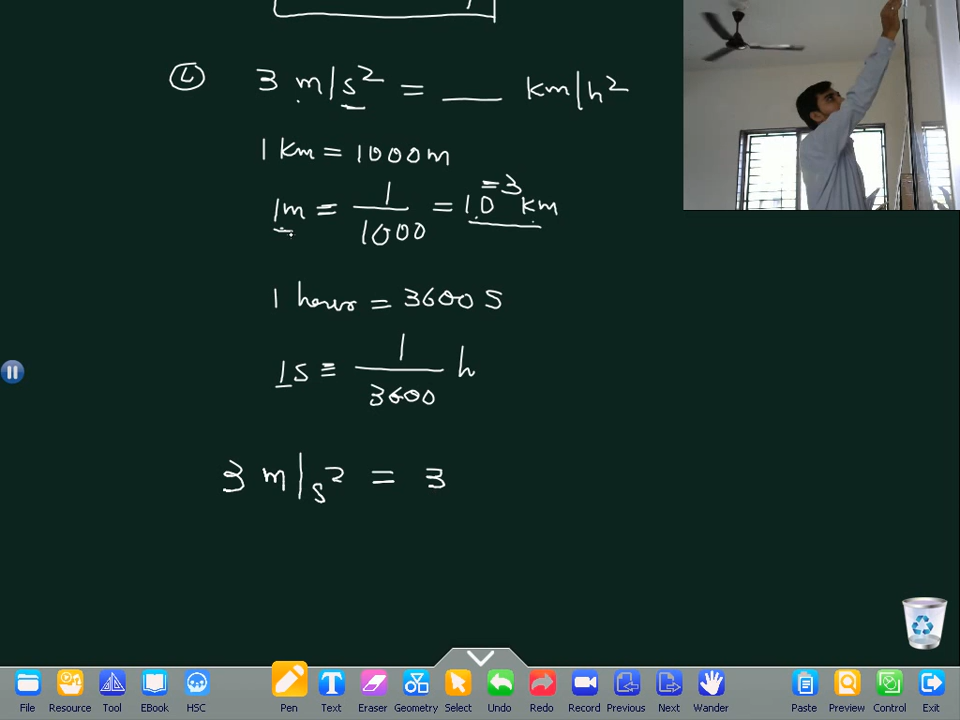 ④ 3 m/s² = ___ km/h²
1 Km = 1000 m
1m = 1/1000 = 10⁻³ km
1 hour = 3600 S
1s = 1/3600 h
3 m/s² = 3
File Resource Tool EBook HSC Pen Text Eraser Geometry Select Undo Redo Record Previous Next Wander Paste Preview Control Exit